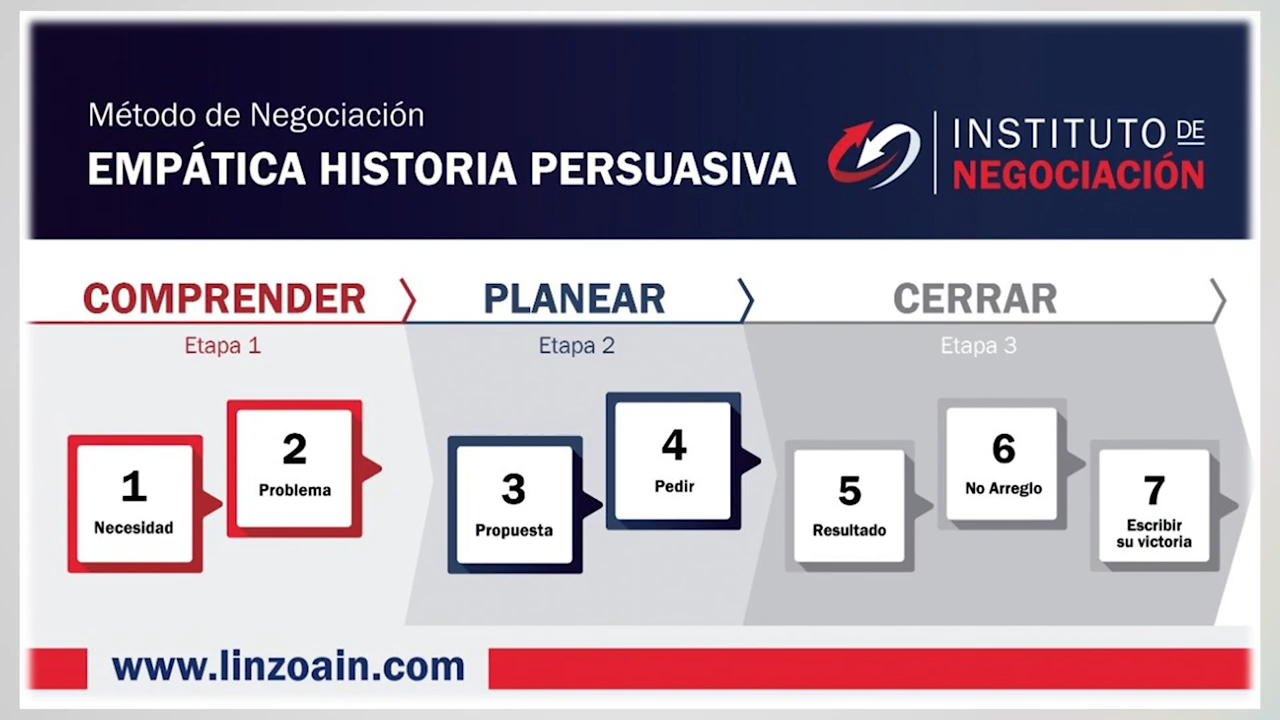 Método de Negociación
EMPÁTICA HISTORIA PERSUASIVA
INSTITUTO DE
NEGOCIACIÓN
COMPRENDER
Etapa 1
PLANEAR
Etapa 2
CERRAR
Etapa 3
1
Necesidad
2
Problema
3
Propuesta
4
Pedir
5
Resultado
6
No Arreglo
7
Escribir
su victoria
www.linzoain.com